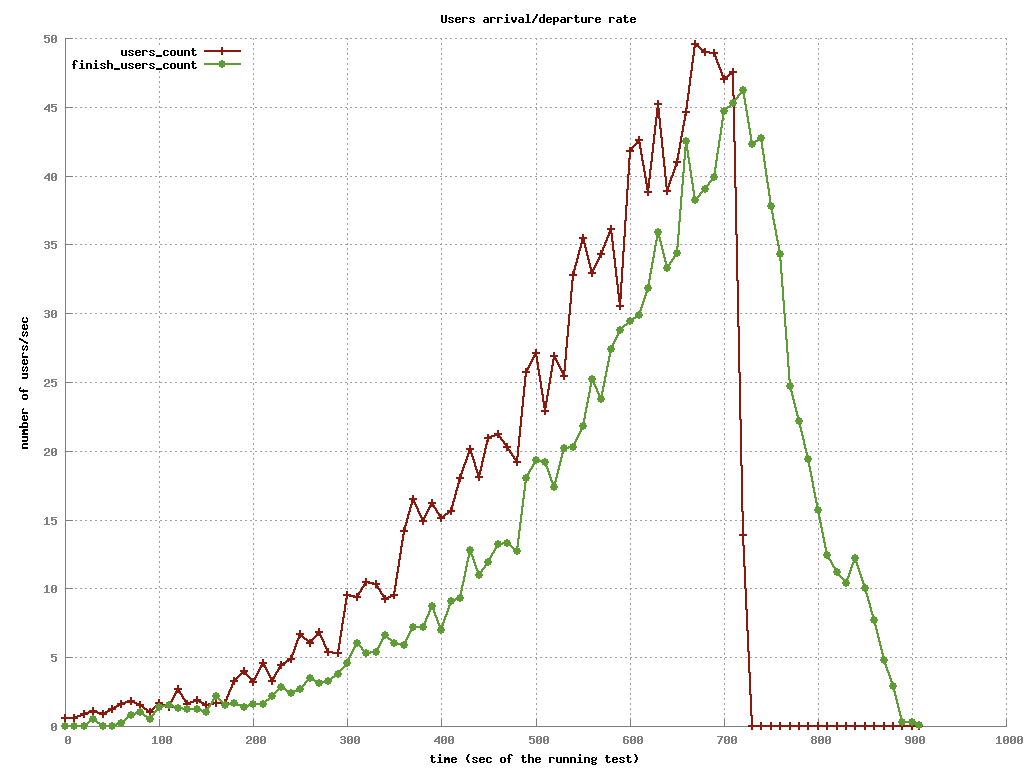 Users arrival/departure rate
users_count
finish_users_count
50
45
40
35
30
25
20
15
10
5
0
number of users/sec
0 100 200 300 400 500 600 700 800 900 1000
time (sec of the running test)